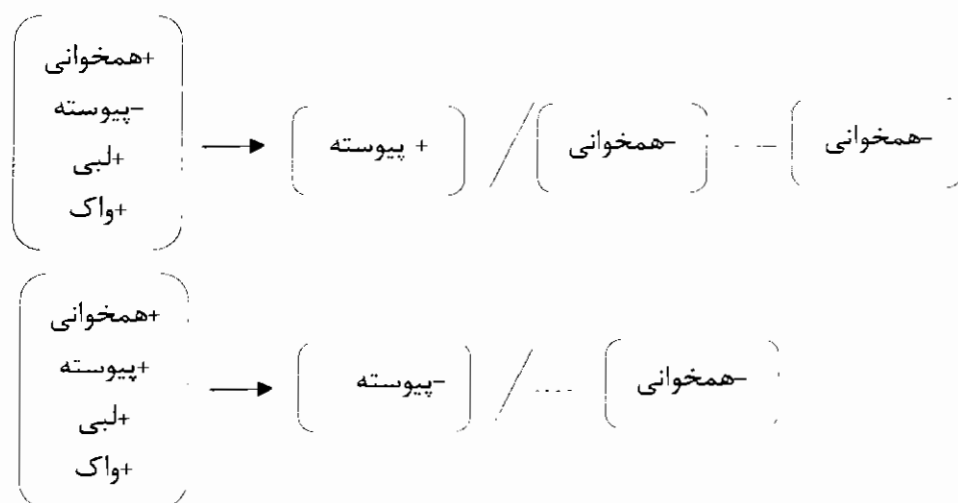 +همخوانی
-پیوسته
+لبی
+واک
→ + پیوسته / -همخوانی --- -همخوانی
+همخوانی
+پیوسته
+لبی
+واک
→ -پیوسته / .... -همخوانی